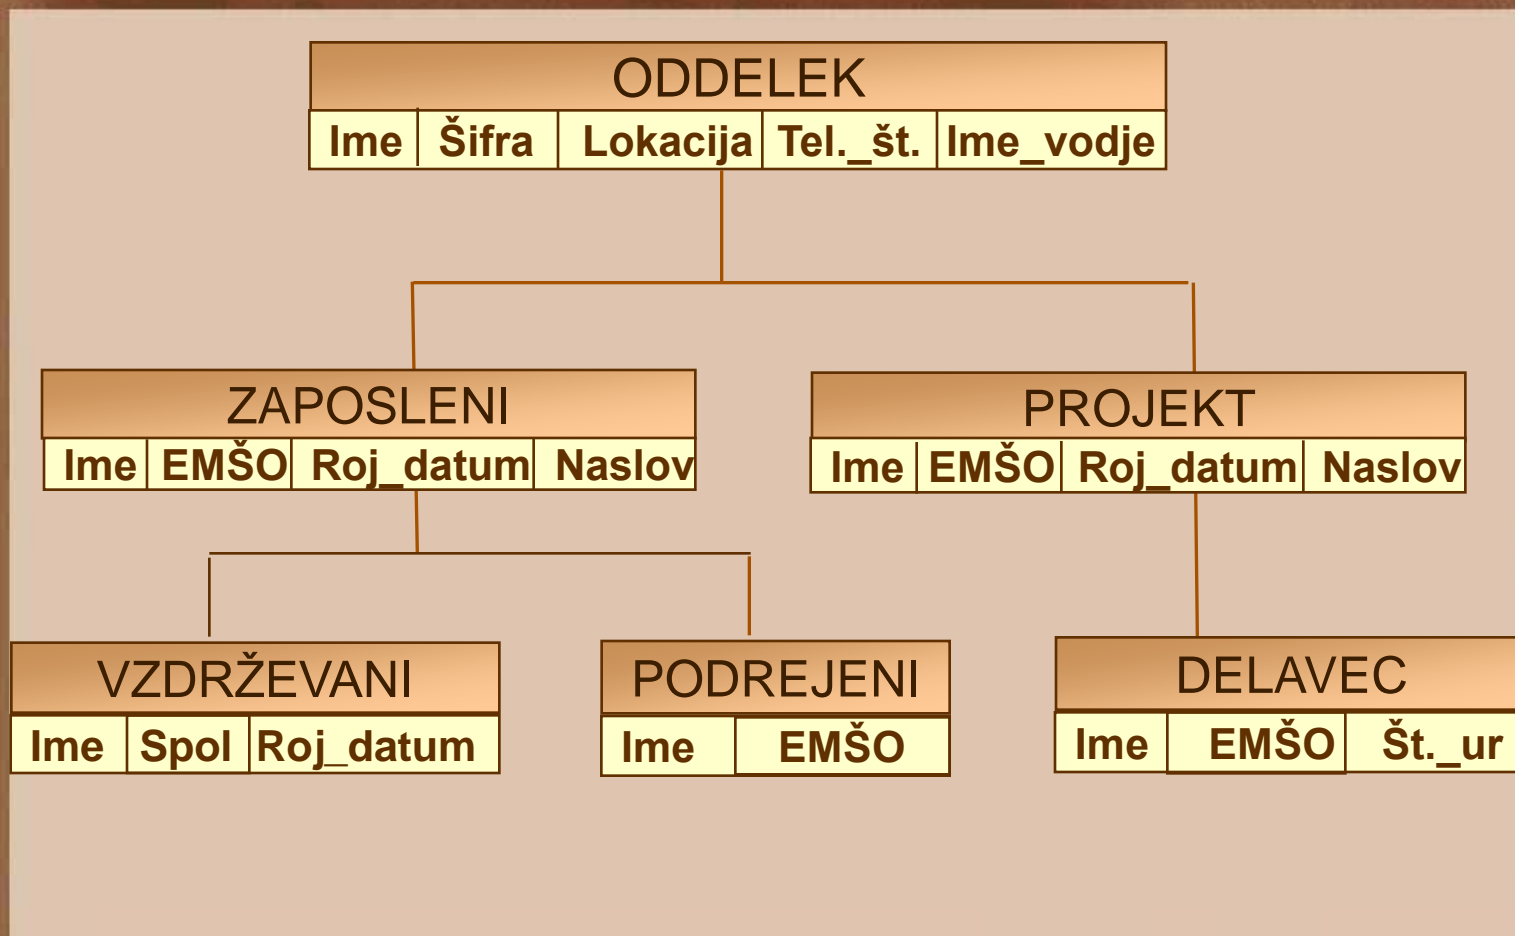 ODDELEK
Ime Šifra Lokacija Tel._št. Ime_vodje
ZAPOSLENI
Ime EMŠO Roj_datum Naslov
PROJEKT
Ime EMŠO Roj_datum Naslov
VZDRŽEVANI
Ime Spol Roj_datum
PODREJENI
Ime EMŠO
DELAVEC
Ime EMŠO Št._ur